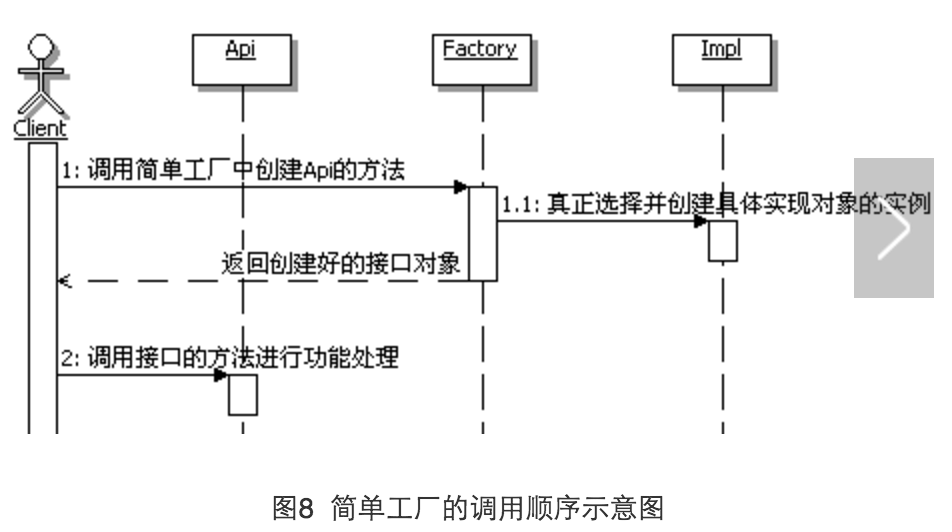 Api
Factory
Impl
Client
1: 调用简单工厂中创建Api的方法
1.1: 真正选择并创建具体实现对象的实例
返回创建好的接口对象
2: 调用接口的方法进行功能处理
图8 简单工厂的调用顺序示意图